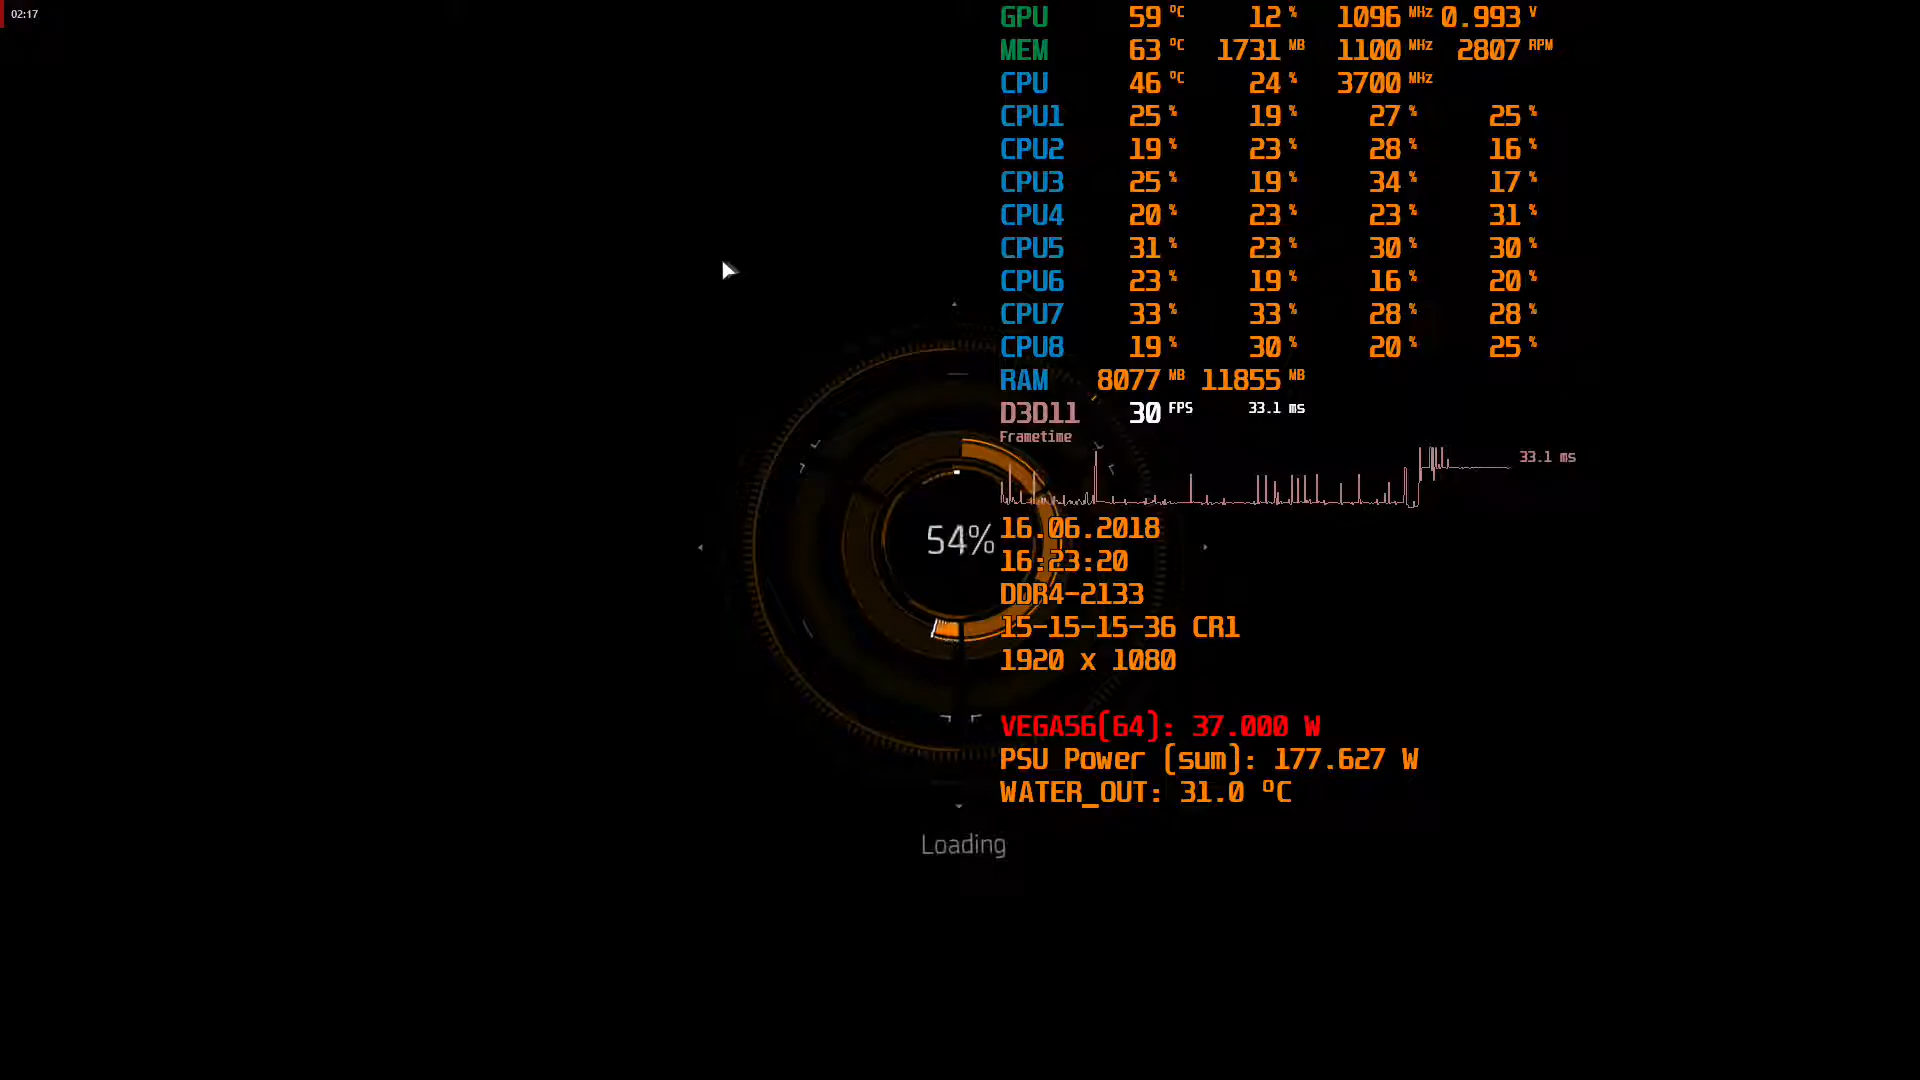 02:17
GPU 59 °C 12 % 1096 MHz 0.993 V
MEM 63 °C 1731 MB 1100 MHz 2807 RPM
CPU 46 °C 24 % 3700 MHz
CPU1 25 % 19 % 27 % 25 %
CPU2 19 % 23 % 28 % 16 %
CPU3 25 % 19 % 34 % 17 %
CPU4 20 % 23 % 23 % 31 %
CPU5 31 % 23 % 30 % 30 %
CPU6 23 % 19 % 16 % 20 %
CPU7 33 % 33 % 28 % 28 %
CPU8 19 % 30 % 20 % 25 %
RAM 8077 MB 11855 MB
D3D11 30 FPS 33.1 ms
Frametime
33.1 ms
54%
16.06.2018
16:23:20
DDR4-2133
15-15-15-36 CR1
1920 x 1080
VEGA56(64): 37.000 W
PSU Power (sum): 177.627 W
WATER_OUT: 31.0 °C
Loading